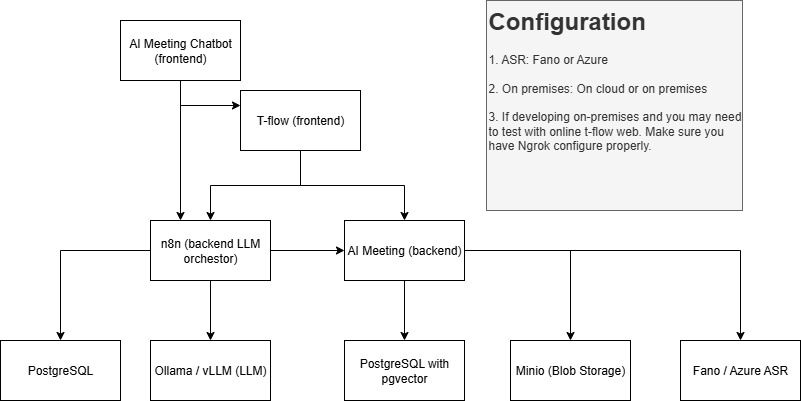 Configuration
1. ASR: Fano or Azure
2. On premises: On cloud or on premises
3. If developing on-premises and you may need
to test with online t-flow web. Make sure you
have Ngrok configure properly.
AI Meeting Chatbot
(frontend)
T-flow (frontend)
n8n (backend LLM
orchestor)
AI Meeting (backend)
PostgreSQL
Ollama / vLLM (LLM)
PostgreSQL with
pgvector
Minio (Blob Storage)
Fano / Azure ASR